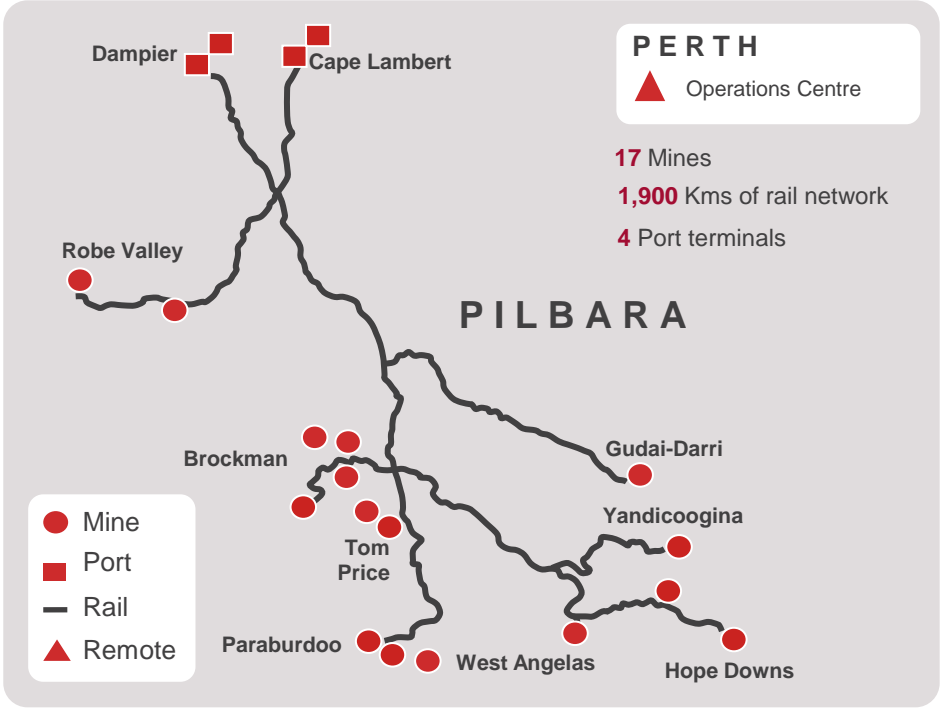 Dampier
Cape Lambert
PERTH
Operations Centre
17 Mines
1,900 Kms of rail network
4 Port terminals
Robe Valley
PILBARA
Brockman
Gudai-Darri
Yandicoogina
Tom
Price
Mine
Port
Rail
Remote
Paraburdoo
West Angelas
Hope Downs